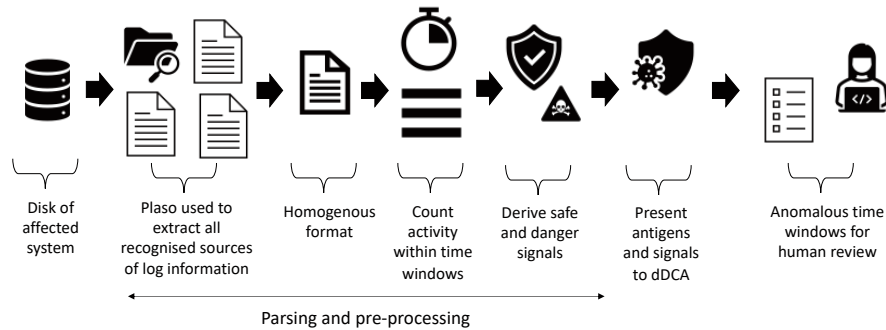 </>
Disk of
affected
system
Plaso used to
extract all
recognised sources
of log information
Homogenous
format
Count
activity
within time
windows
Derive safe
and danger
signals
Present
antigens
and signals
to dDCA
Anomalous time
windows for
human review
Parsing and pre-processing